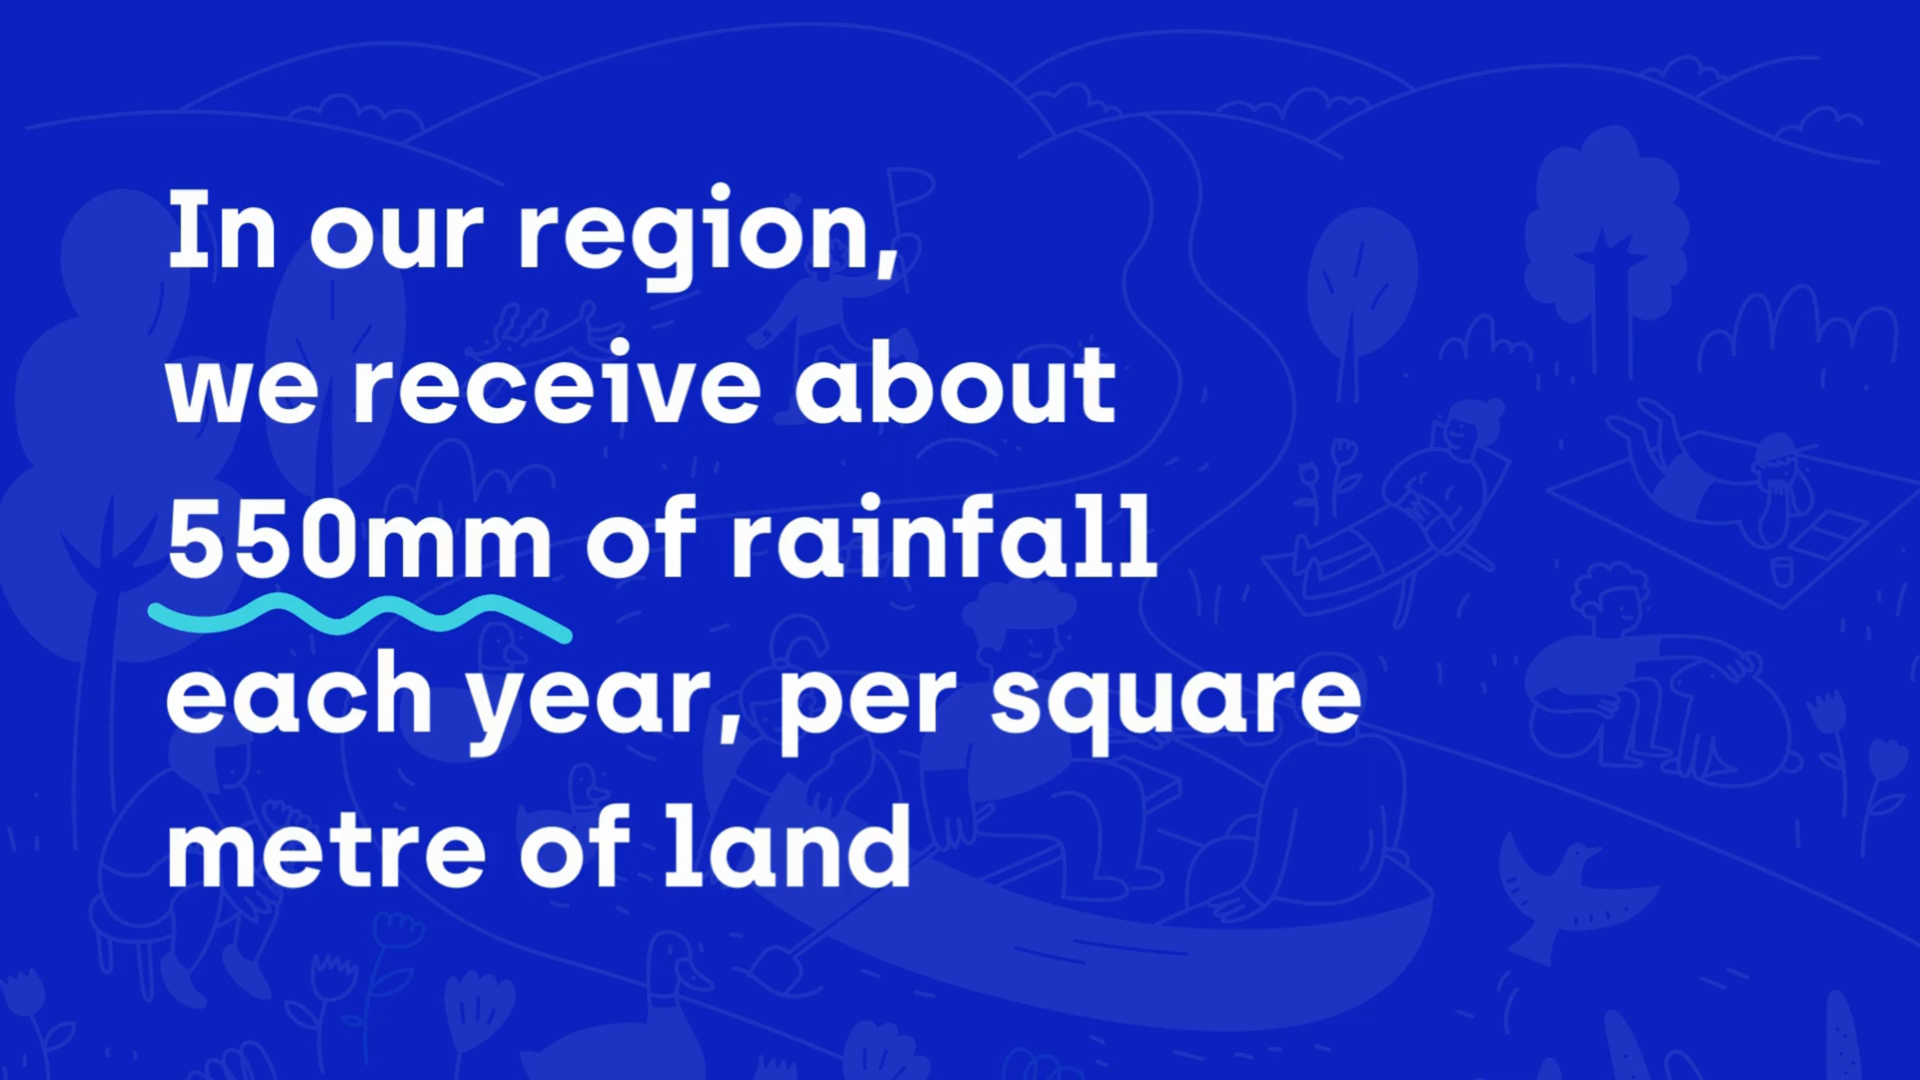 In our region,
we receive about
550mm of rainfall
each year, per square
metre of land